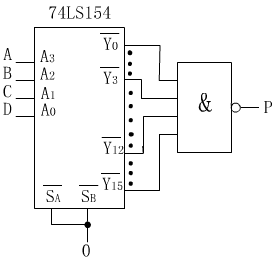 74LS154
A A3 Y0
B A2 Y3
C A1
D A0
& P
Y12
SA SB Y15
0